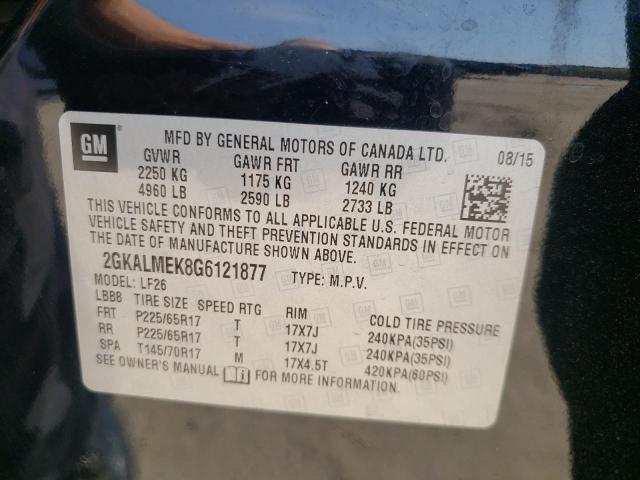 GM
MFD BY GENERAL MOTORS OF CANADA LTD. 08/15
GVWR GAWR FRT GAWR RR
2250 KG 1175 KG 1240 KG
4960 LB 2590 LB 2733 LB
THIS VEHICLE CONFORMS TO ALL APPLICABLE U.S. FEDERAL MOTOR
VEHICLE SAFETY AND THEFT PREVENTION STANDARDS IN EFFECT ON
THE DATE OF MANUFACTURE SHOWN ABOVE.
2GKALMEK8G6121877 TYPE: M.P.V.
MODEL: LF26
LBB8 TIRE SIZE SPEED RTG RIM COLD TIRE PRESSURE
FRT P225/65R17 T 17X7J 240KPA(35PSI)
RR P225/65R17 T 17X7J 240KPA(35PSI)
SPA T145/70R17 M 17X4.5T 420KPA(60PSI)
SEE OWNER'S MANUAL FOR MORE INFORMATION.